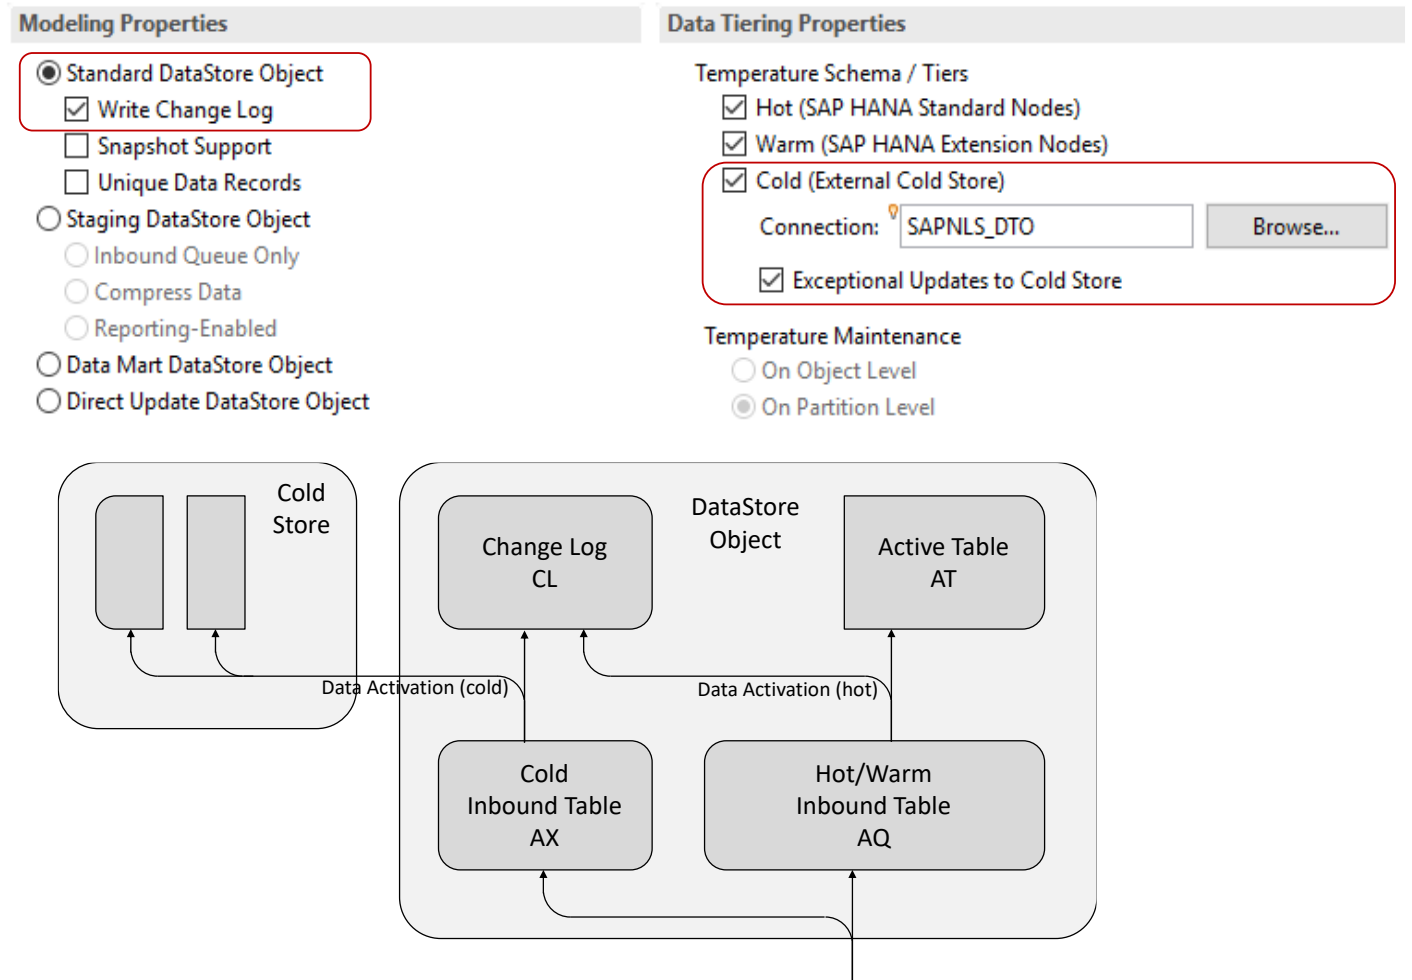 Modeling Properties
Standard DataStore Object
Write Change Log
Snapshot Support
Unique Data Records
Staging DataStore Object
Inbound Queue Only
Compress Data
Reporting-Enabled
Data Mart DataStore Object
Direct Update DataStore Object
Data Tiering Properties
Temperature Schema / Tiers
Hot (SAP HANA Standard Nodes)
Warm (SAP HANA Extension Nodes)
Cold (External Cold Store)
Connection: SAPNLS_DTO Browse...
Exceptional Updates to Cold Store
Temperature Maintenance
On Object Level
On Partition Level
Cold
Store
Change Log
CL
DataStore
Object
Active Table
AT
Data Activation (cold)
Data Activation (hot)
Cold
Inbound Table
AX
Hot/Warm
Inbound Table
AQ